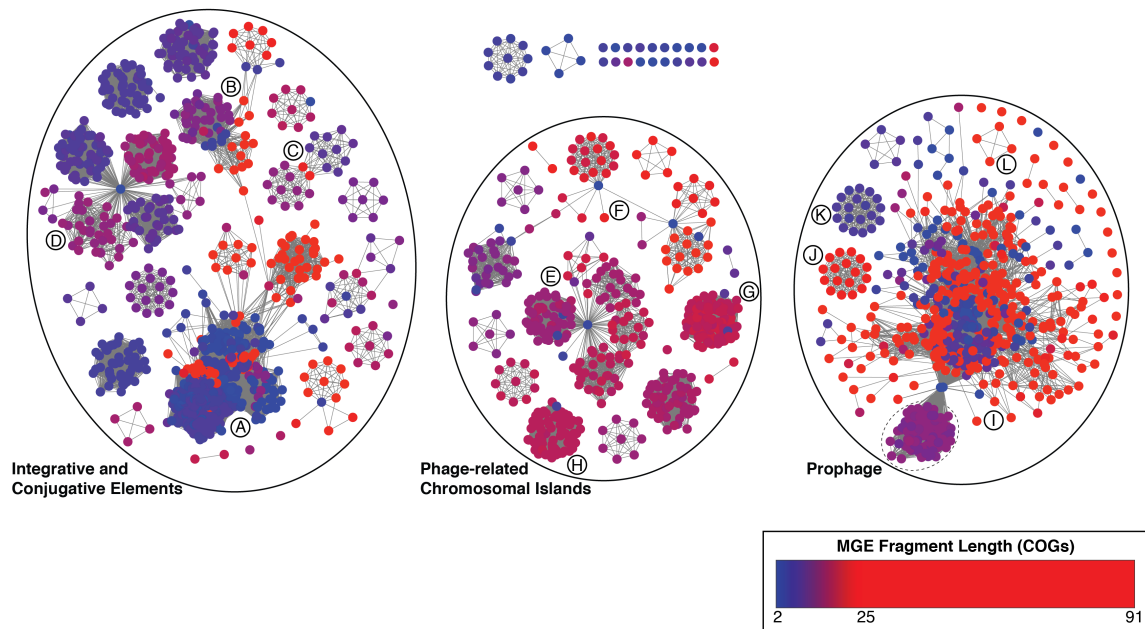 B
C
D
A
Integrative and
Conjugative Elements
F
E
G
H
Phage-related
Chromosomal Islands
L
K
J
I
Prophage
MGE Fragment Length (COGs)
2 25 91